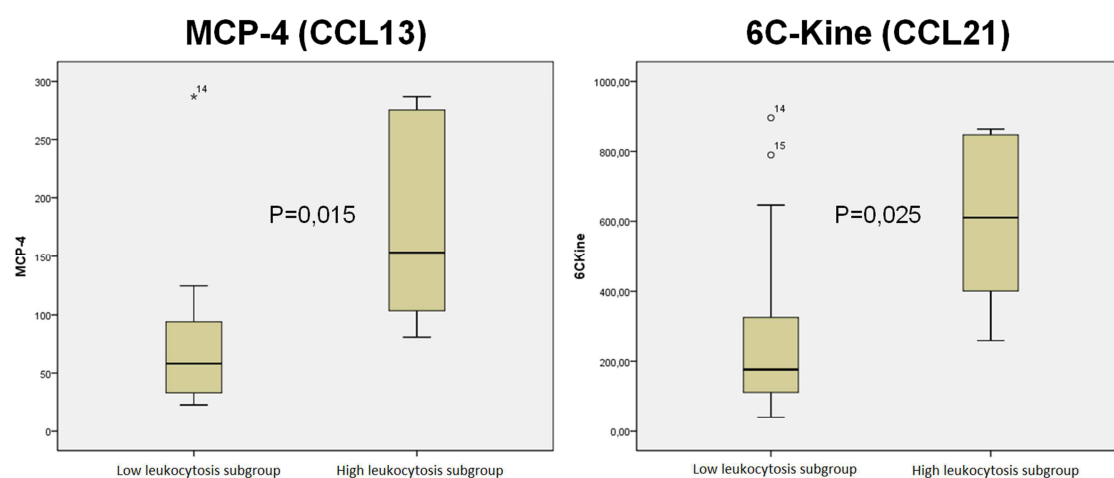 MCP-4 (CCL13)
300
250
200
150
100
50
0
MCP-4
*14
P=0,015
Low leukocytosis subgroup
High leukocytosis subgroup
6C-Kine (CCL21)
1000,00
800,00
600,00
400,00
200,00
0,00
6CKine
14
15
P=0,025
Low leukocytosis subgroup
High leukocytosis subgroup